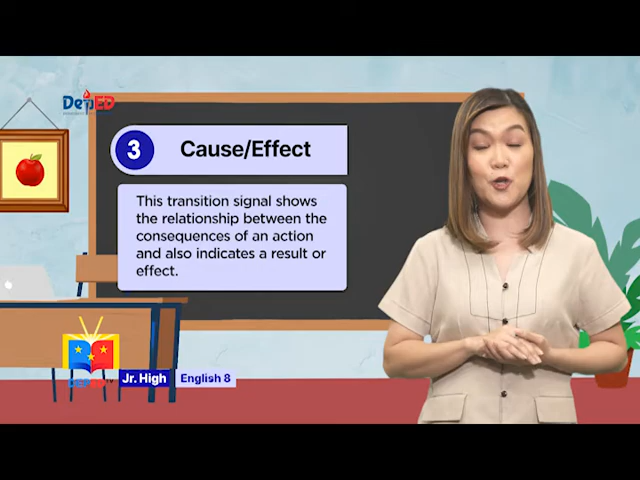 DepED
3
Cause/Effect
This transition signal shows
the relationship between the
consequences of an action
and also indicates a result or
effect.
Jr. High
English 8